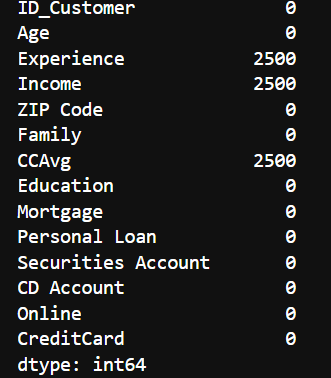 ID_Customer 0
Age 0
Experience 2500
Income 2500
ZIP Code 0
Family 0
CCAvg 2500
Education 0
Mortgage 0
Personal Loan 0
Securities Account 0
CD Account 0
Online 0
CreditCard 0
dtype: int64